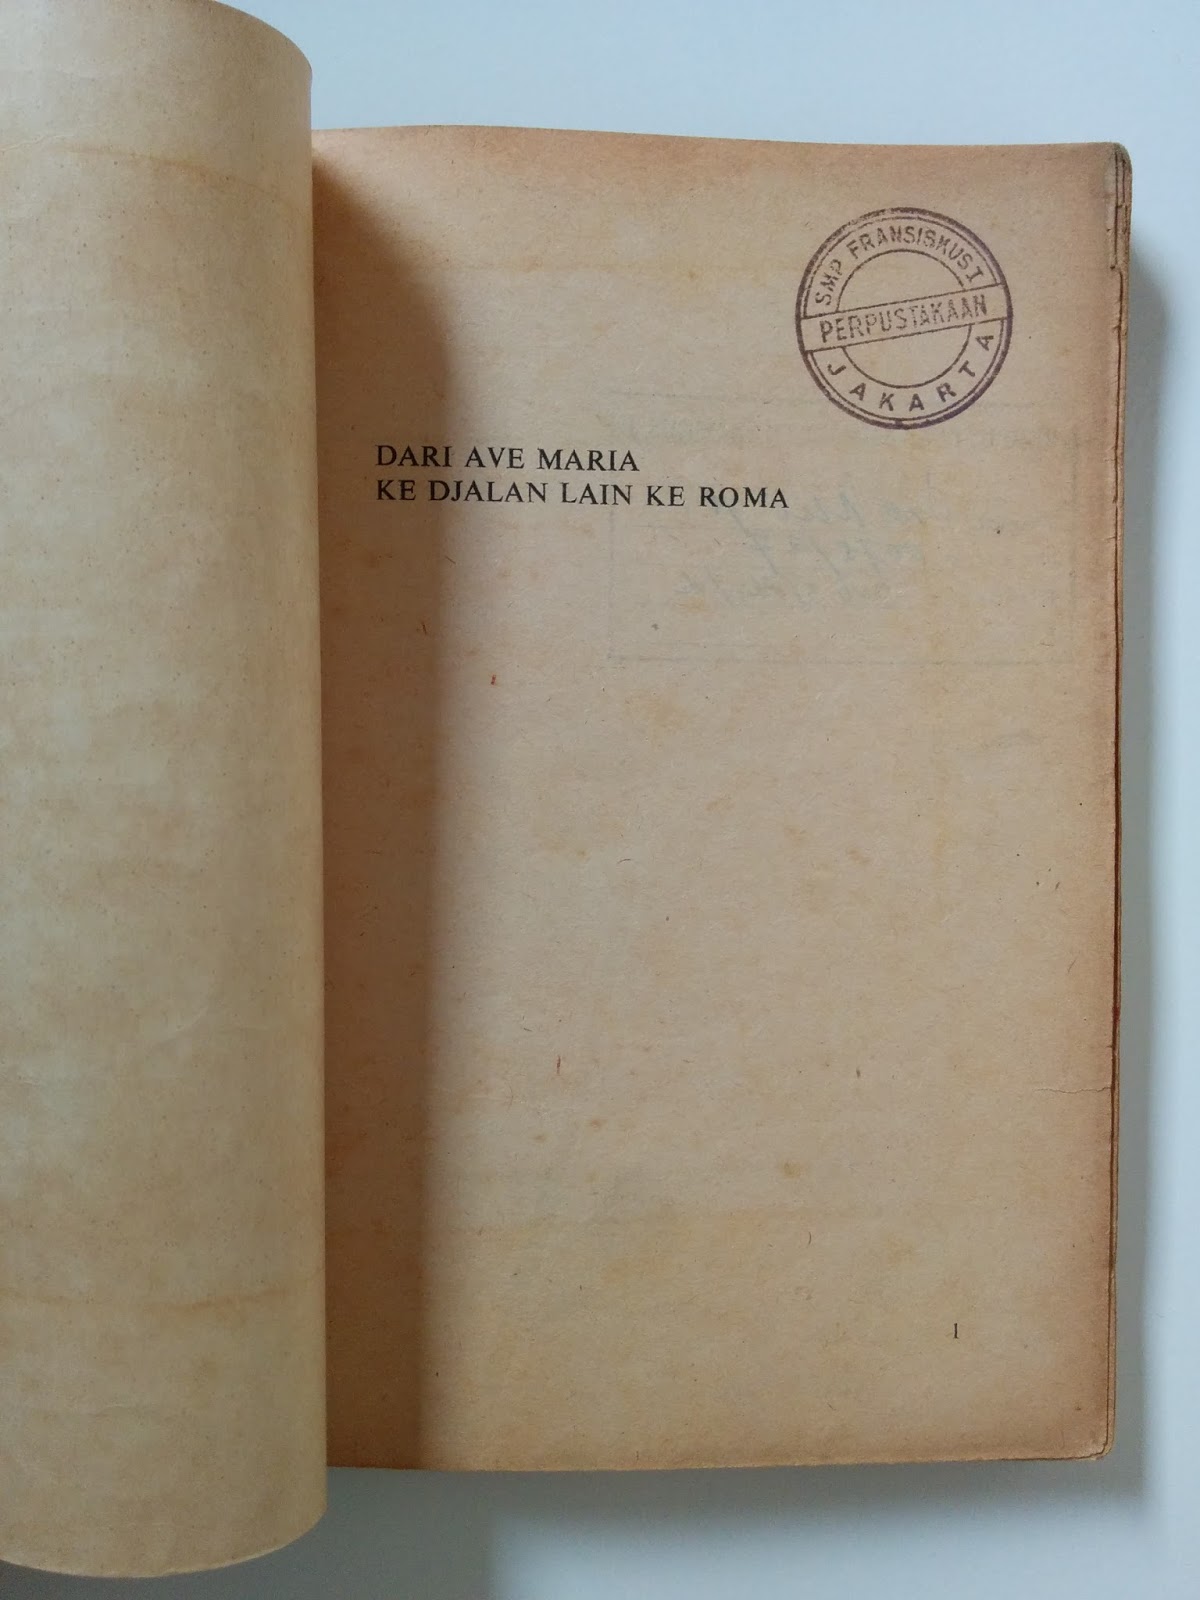 SMP FRANSISKUS I
PERPUSTAKAAN
JAKARTA
DARI AVE MARIA
KE DJALAN LAIN KE ROMA
1